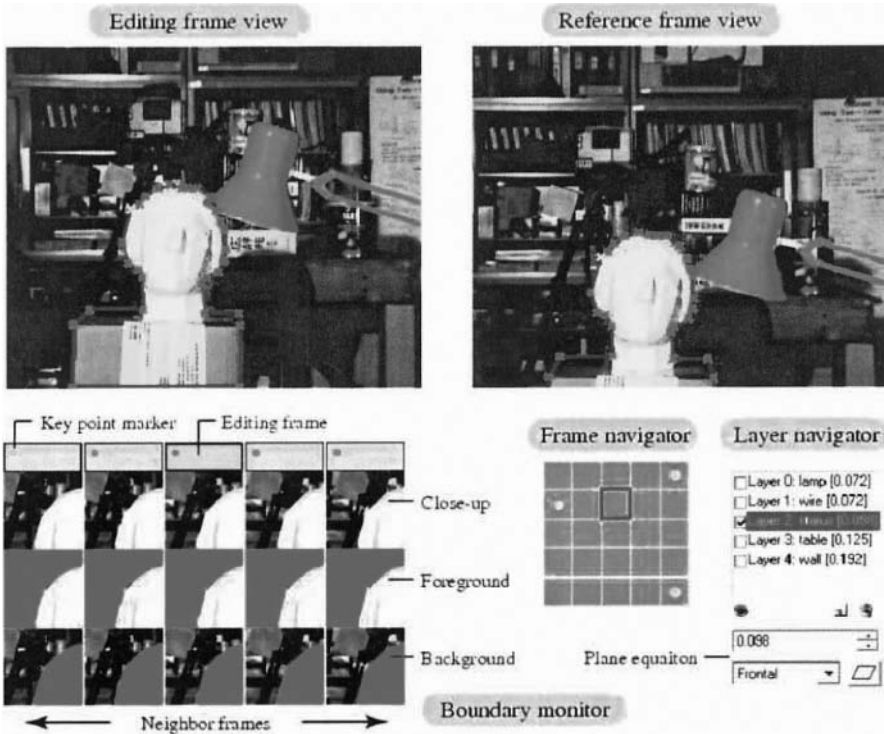 Editing frame view
Reference frame view
Key point marker
Editing frame
Close-up
Foreground
Background
Neighbor frames
Boundary monitor
Frame navigator
Layer navigator
Layer 0: lamp [0.072]
Layer 1: wire [0.072]
Layer 2:
Layer 3: table [0.125]
Layer 4: wall [0.192]
0.098
Plane equaiton
Frontal